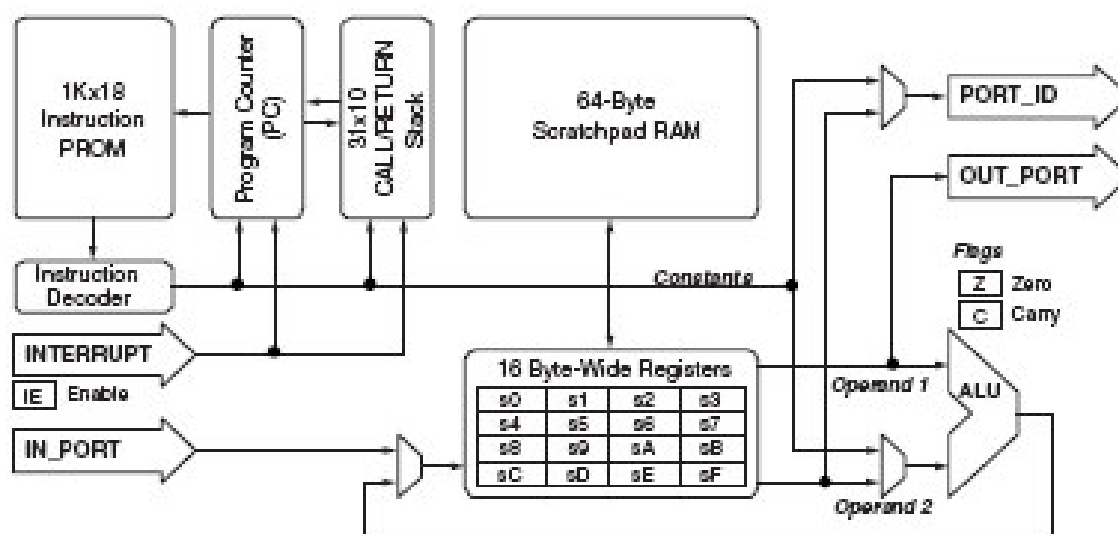 1Kx18
Instruction
PROM
Program Counter
(PC)
31x10
CALL/RETURN
Stack
64-Byte
Scratchpad RAM
PORT_ID
OUT_PORT
Instruction
Decoder
Constants
Flags
Z Zero
C Carry
INTERRUPT
IE Enable
IN_PORT
16 Byte-Wide Registers
s0 s1 s2 s3
s4 s5 s6 s7
s8 s9 sA sB
sC sD sE sF
Operand 1
ALU
Operand 2